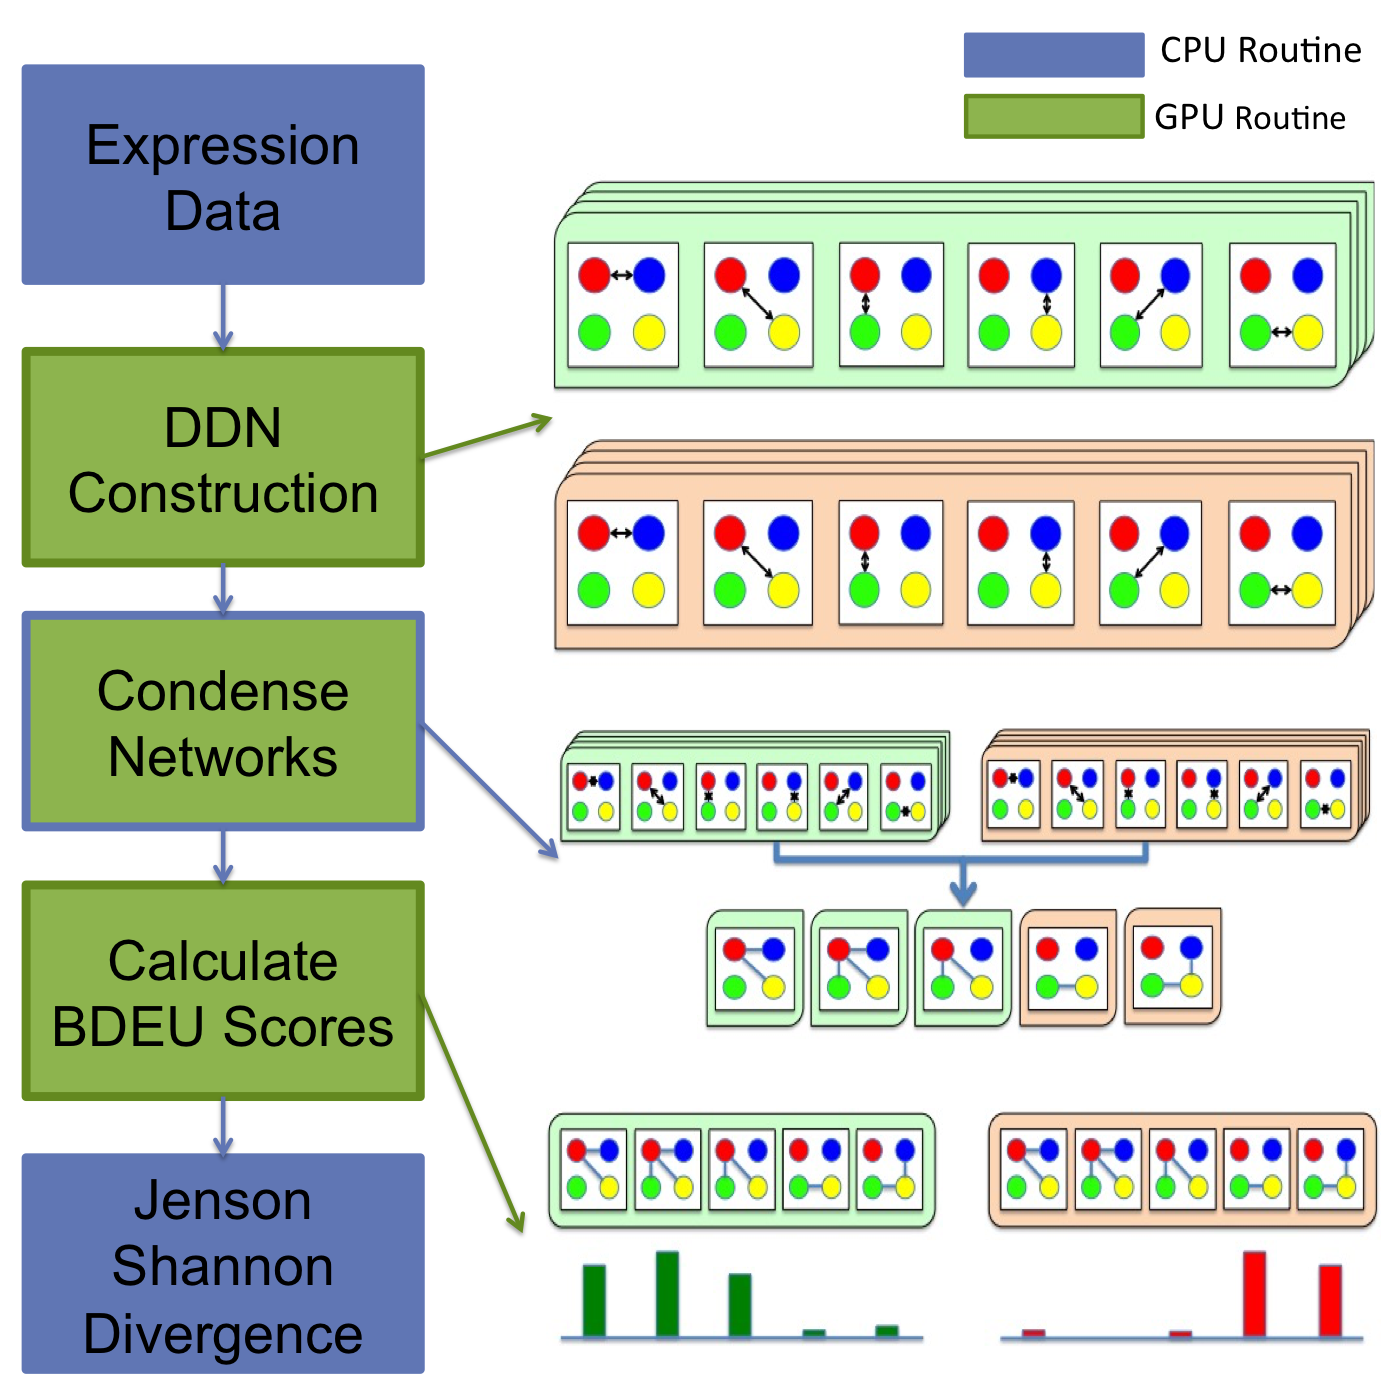 CPU Routine
GPU Routine
Expression
Data
DDN
Construction
Condense
Networks
Calculate
BDEU Scores
Jenson
Shannon
Divergence